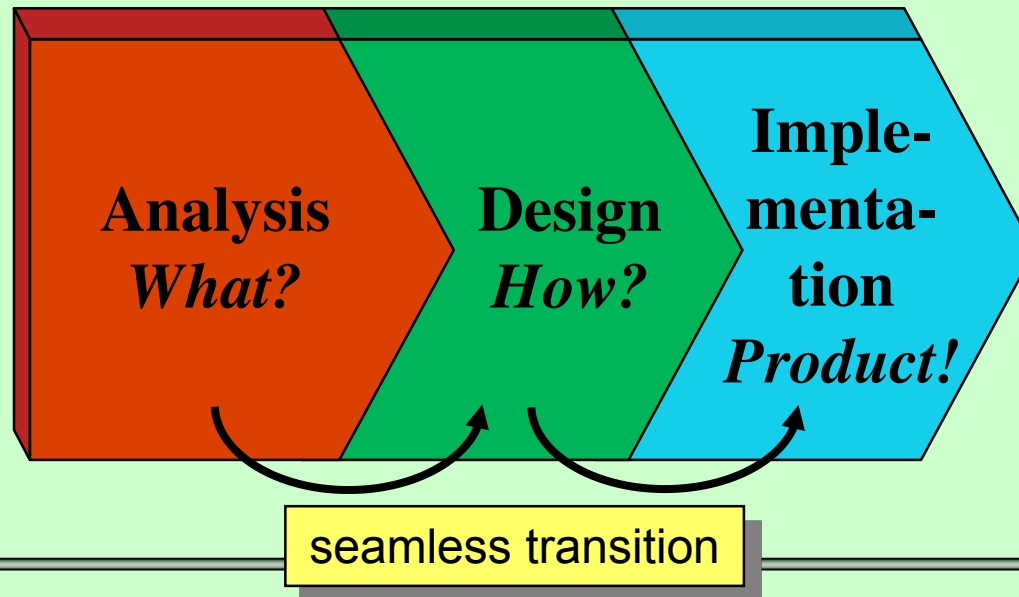 Analysis
What?
Design
How?
Imple-
menta-
tion
Product!
seamless transition